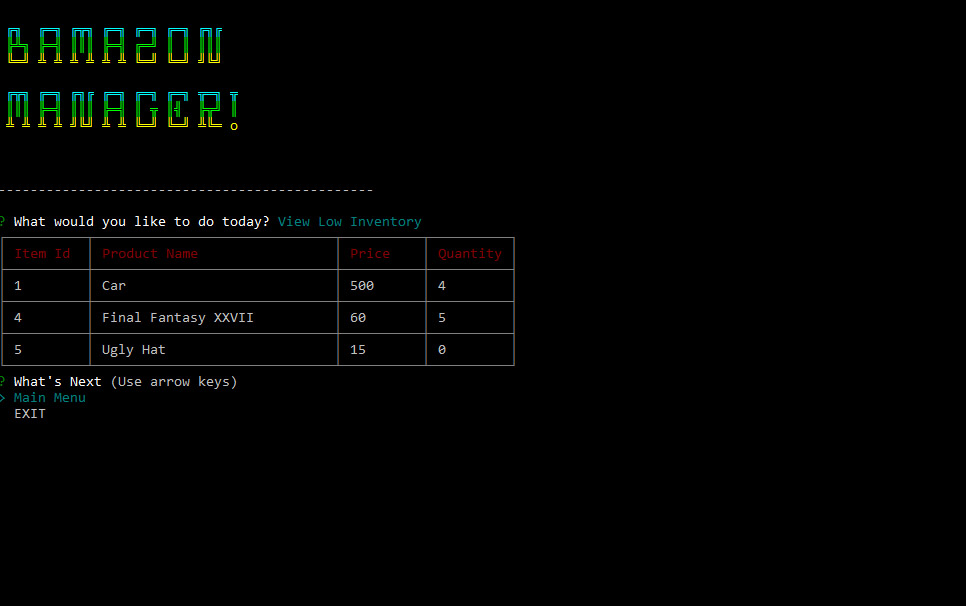 BAMAZON
MANAGER!
-----------------------------------------------
? What would you like to do today? View Low Inventory
Item Id Product Name Price Quantity
1 Car 500 4
4 Final Fantasy XXVII 60 5
5 Ugly Hat 15 0
? What's Next (Use arrow keys)
> Main Menu
EXIT